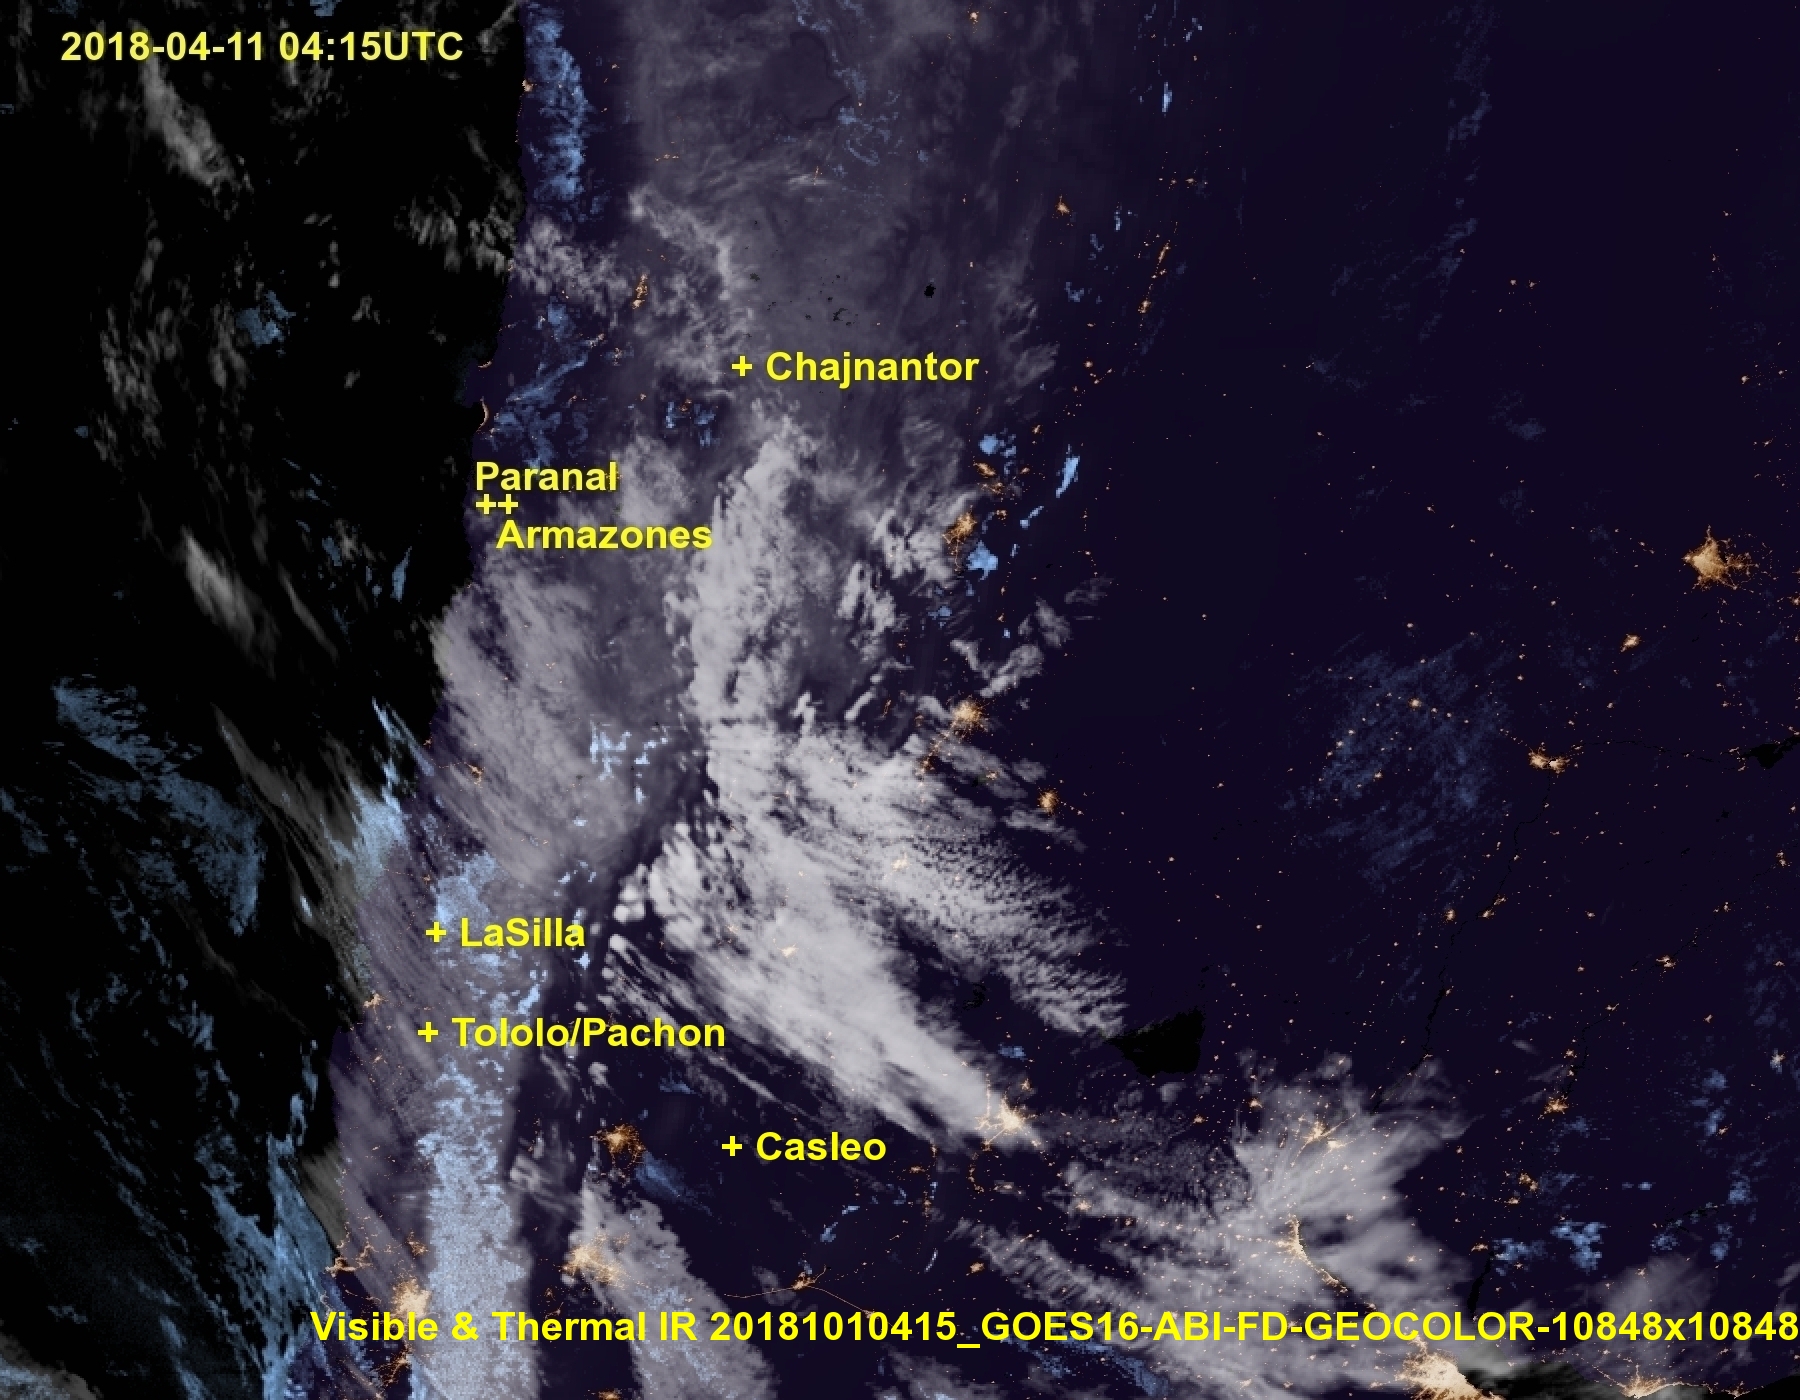 2018-04-11 04:15UTC
+ Chajnantor
Paranal
++
Armazones
+ LaSilla
+ Tololo/Pachon
+ Casleo
Visible & Thermal IR 20181010415_GOES16-ABI-FD-GEOCOLOR-10848x10848